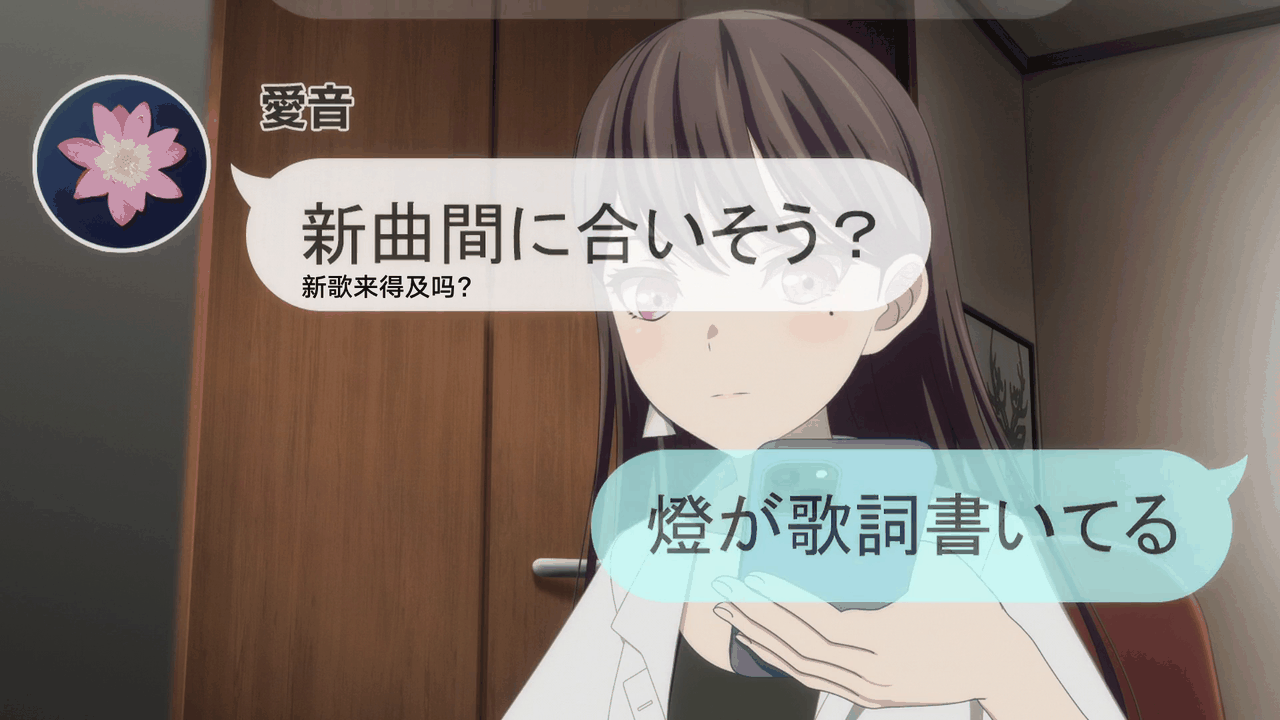 愛音
新曲間に合いそう？
新歌来得及吗？
燈が歌詞書いてる